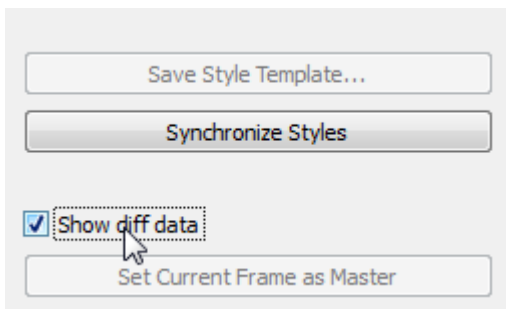 Save Style Template...
Synchronize Styles
Show diff data
Set Current Frame as Master